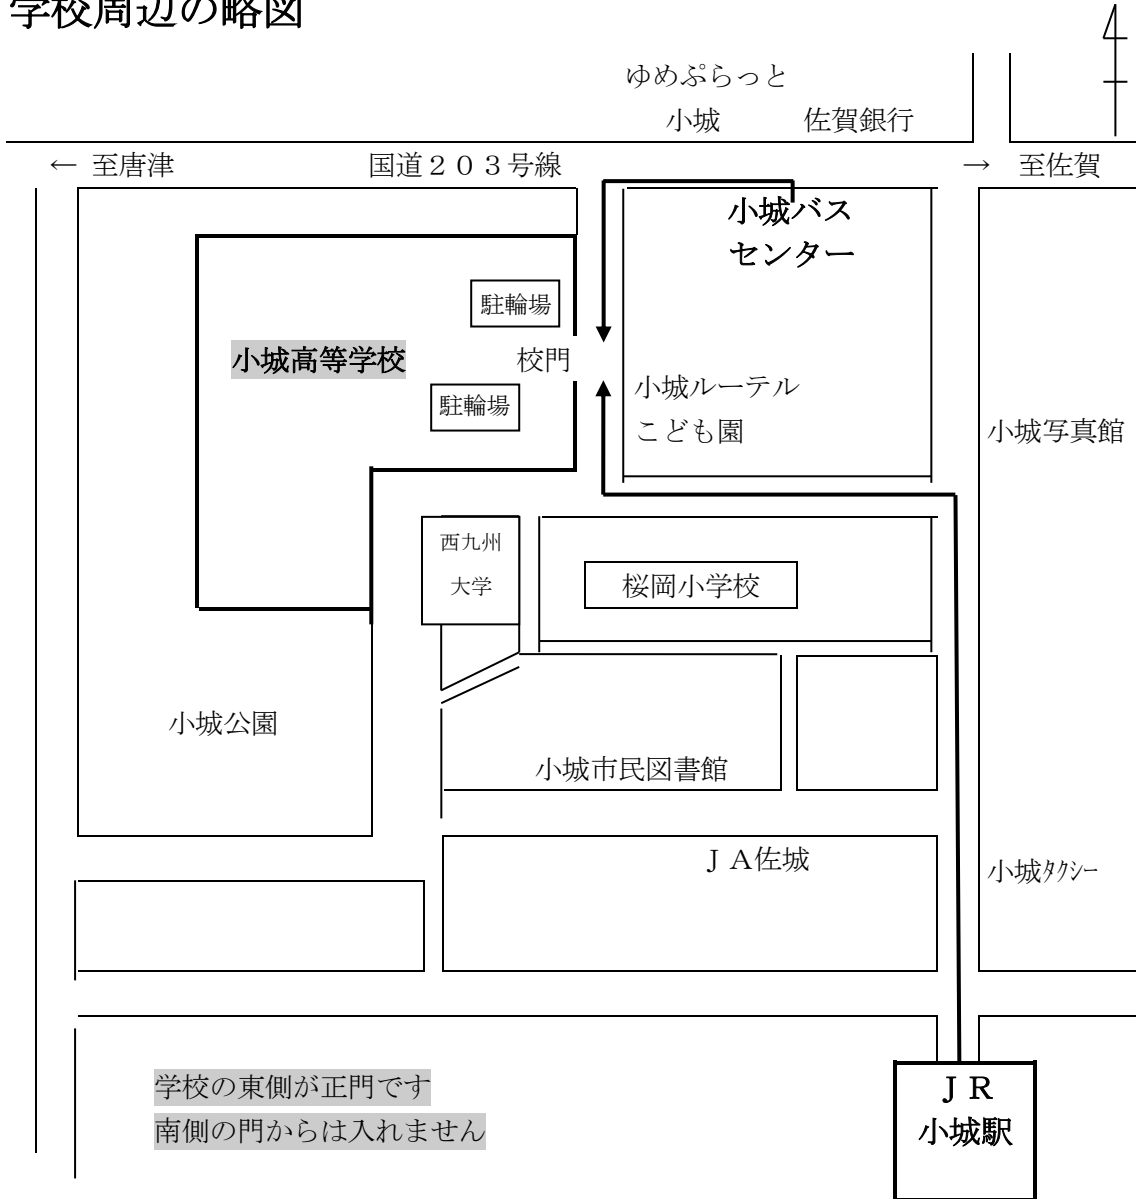 学校周辺の略図
ゆめぷらっと
小城
佐賀銀行
← 至唐津
国道２０３号線
→ 至佐賀
小城バス
センター
駐輪場
小城高等学校
校門
駐輪場
小城ルーテル
こども園
小城写真館
西九州
大学
桜岡小学校
小城公園
小城市民図書館
ＪＡ佐城
小城ﾀｸｼｰ
学校の東側が正門です
南側の門からは入れません
ＪＲ
小城駅